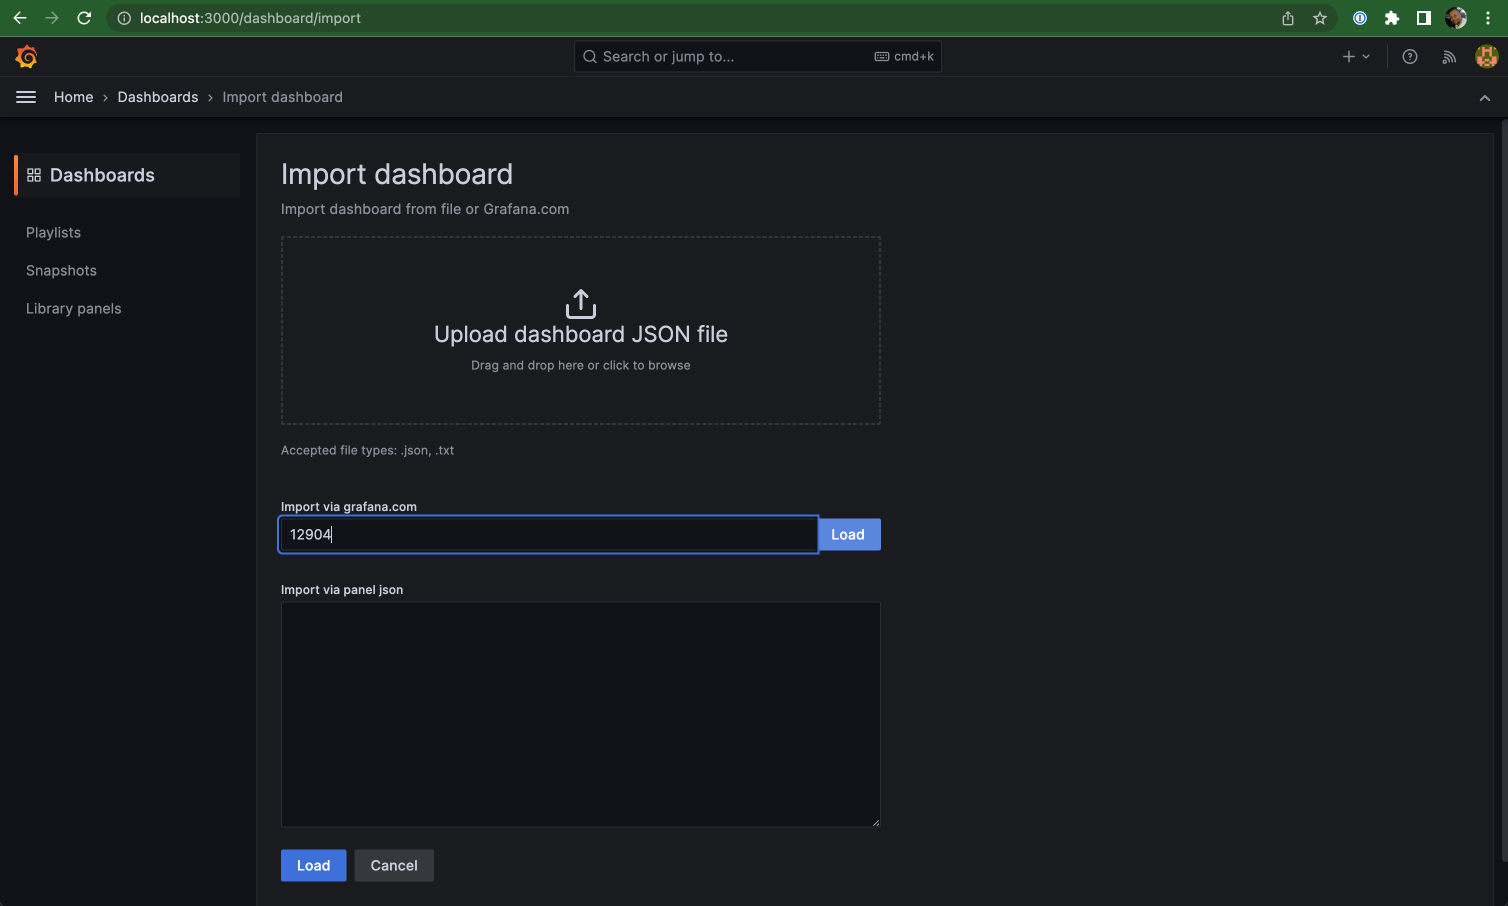 localhost:3000/dashboard/import
Search or jump to...
cmd+k
Home › Dashboards › Import dashboard
Dashboards
Playlists
Snapshots
Library panels
Import dashboard
Import dashboard from file or Grafana.com
Upload dashboard JSON file
Drag and drop here or click to browse
Accepted file types: .json, .txt
Import via grafana.com
12904
Load
Import via panel json
Load
Cancel